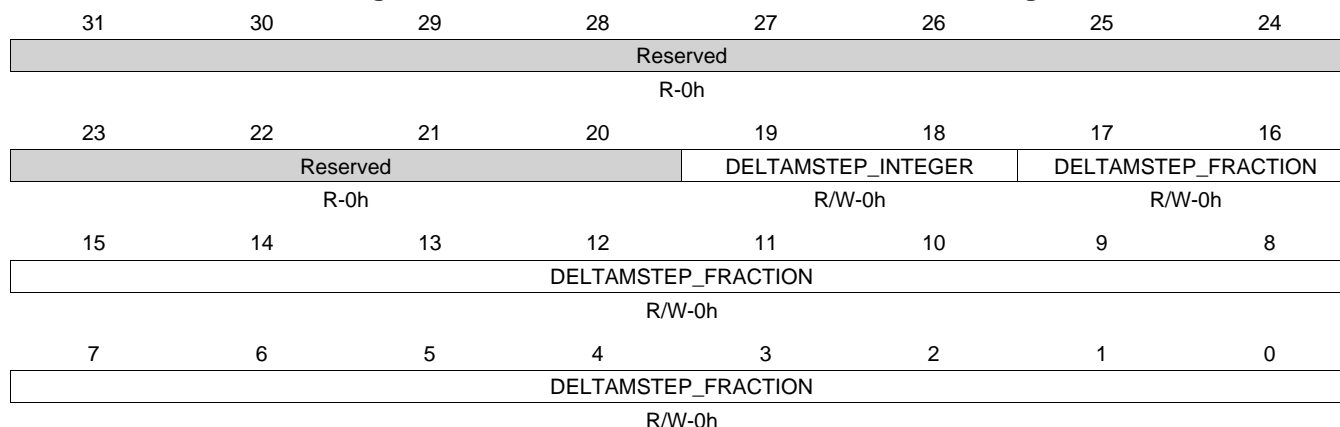 31 30 29 28 27 26 25 24
Reserved
R-0h
23 22 21 20 19 18 17 16
Reserved DELTAMSTEP_INTEGER DELTAMSTEP_FRACTION
R-0h R/W-0h R/W-0h
15 14 13 12 11 10 9 8
DELTAMSTEP_FRACTION
R/W-0h
7 6 5 4 3 2 1 0
DELTAMSTEP_FRACTION
R/W-0h